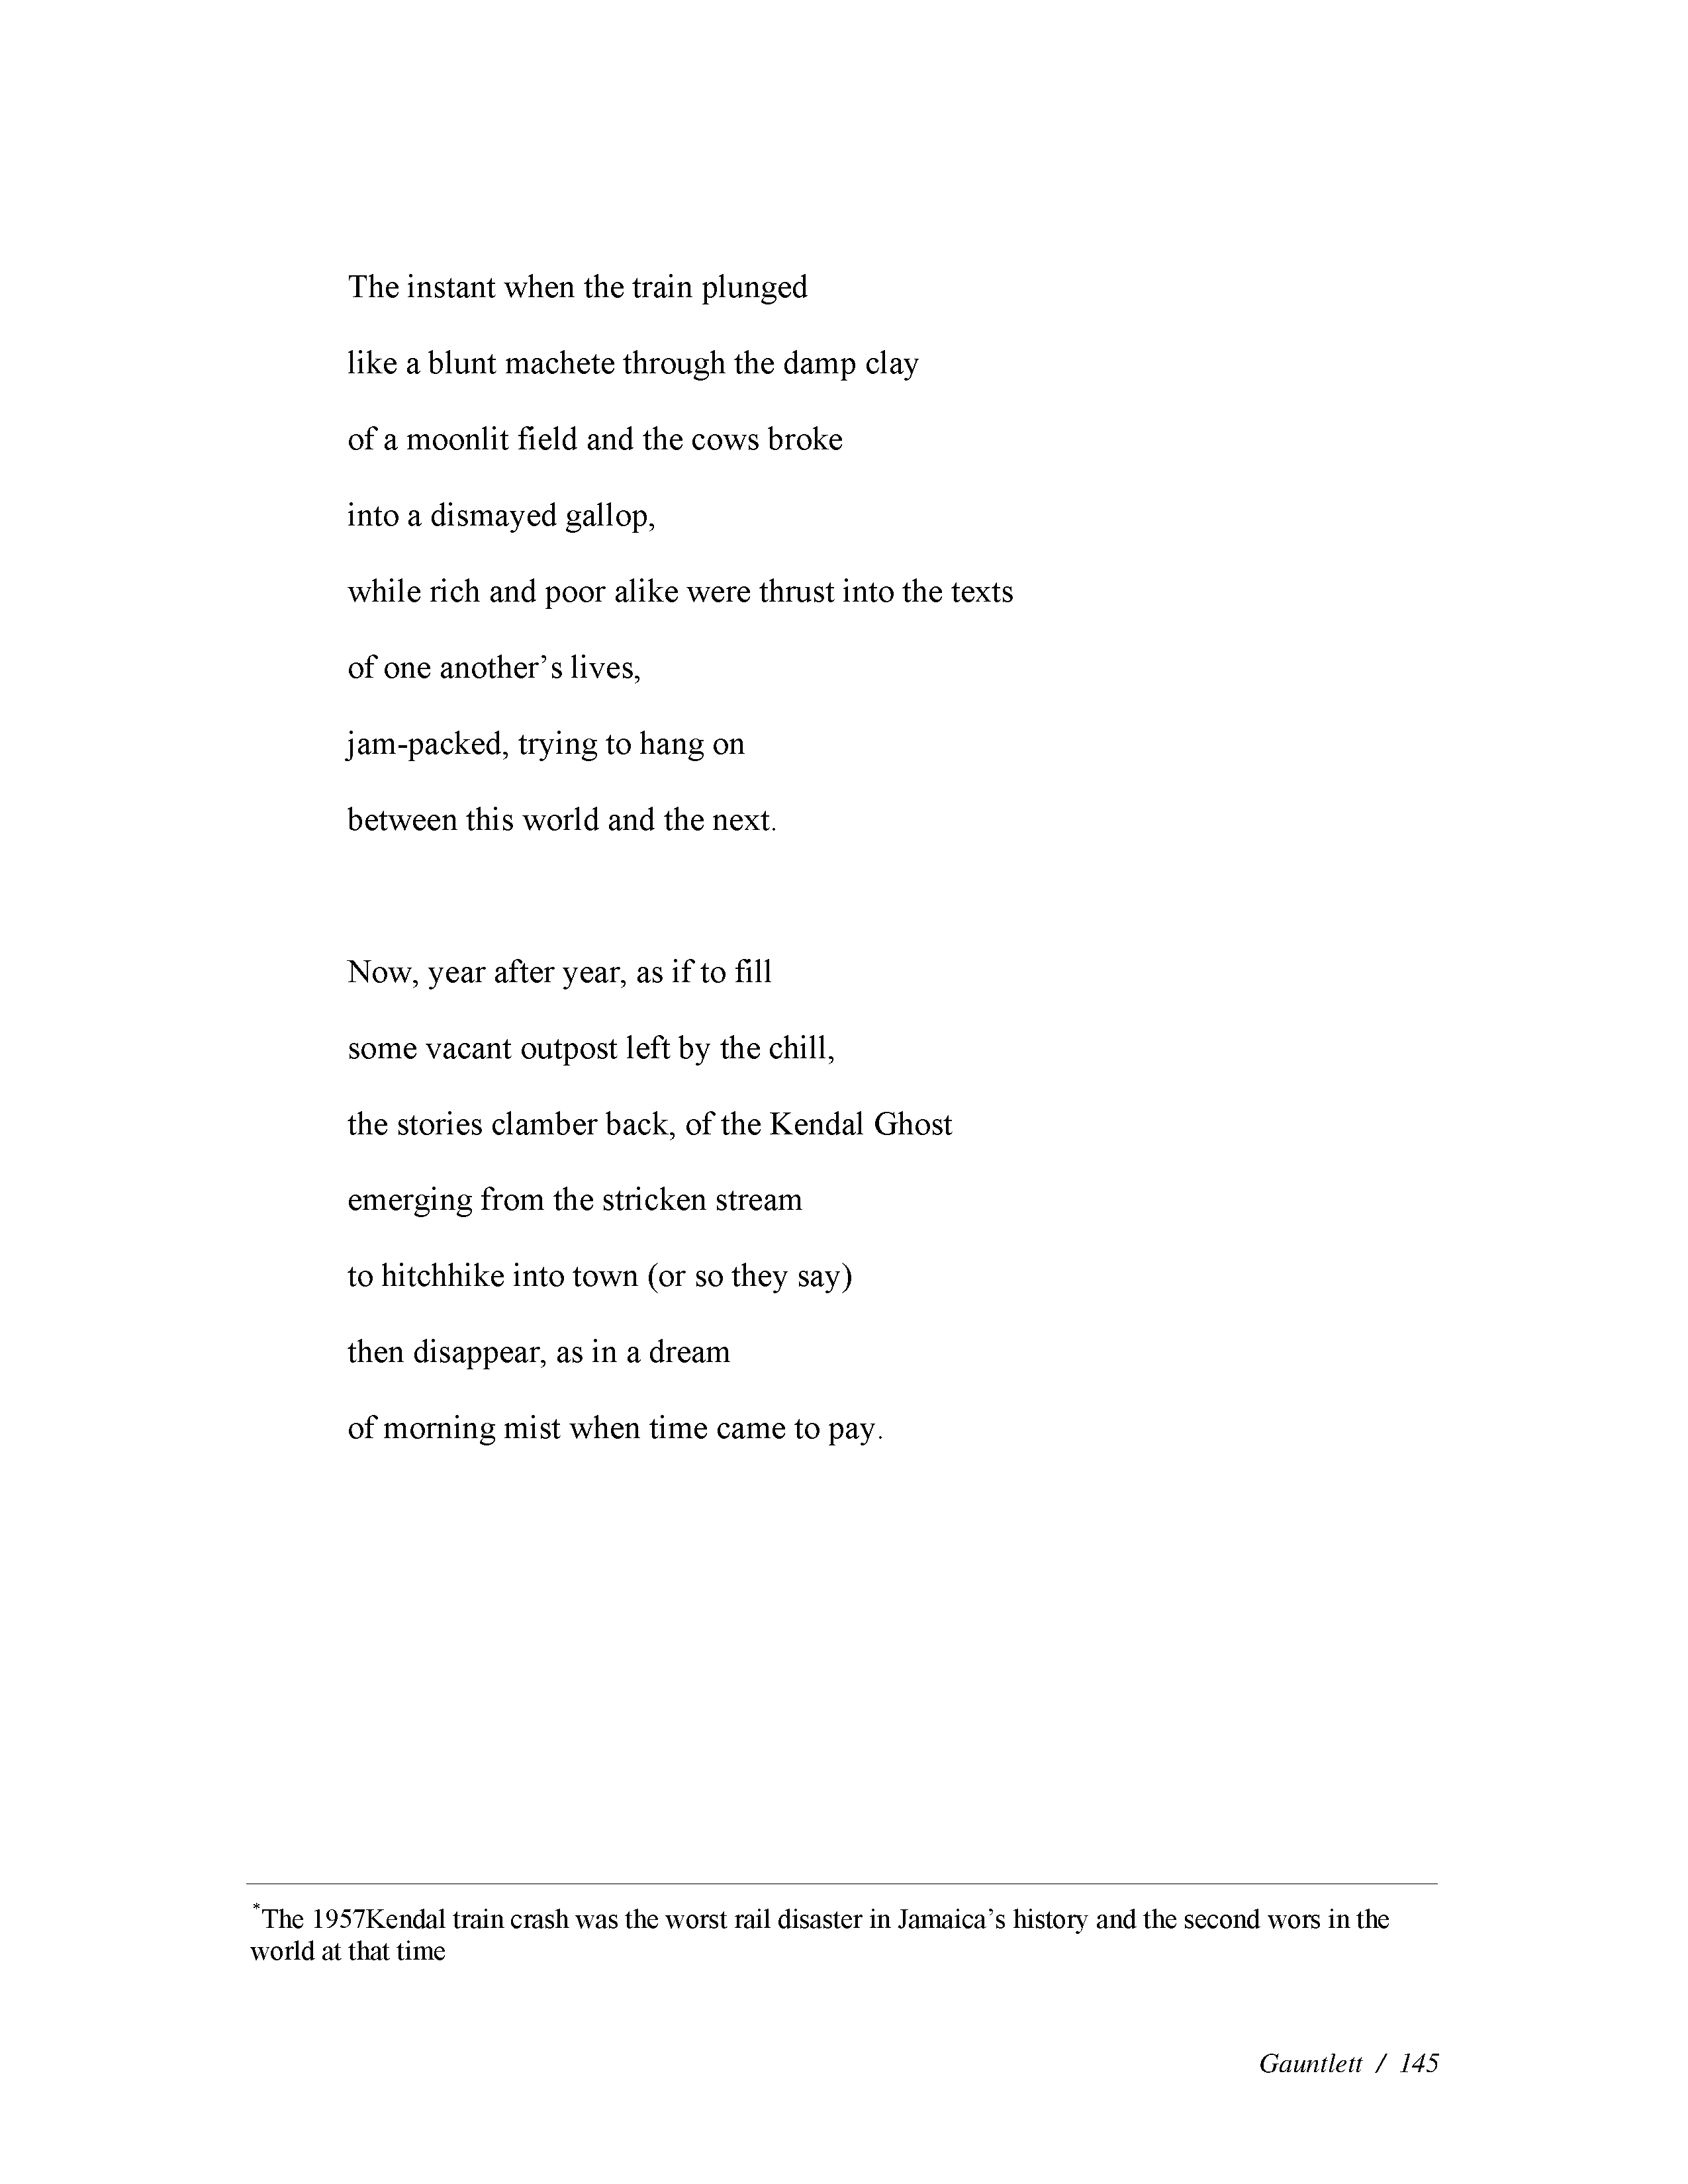 The instant when the train plunged
like a blunt machete through the damp clay
of a moonlit field and the cows broke
into a dismayed gallop,
while rich and poor alike were thrust into the texts
of one another’s lives,
jam-packed, trying to hang on
between this world and the next.
Now, year after year, as if to fill
some vacant outpost left by the chill,
the stories clamber back, of the Kendal Ghost
emerging from the stricken stream
to hitchhike into town (or so they say)
then disappear, as in a dream
of morning mist when time came to pay.
*The 1957Kendal train crash was the worst rail disaster in Jamaica’s history and the second wors in the
world at that time
Gauntlett / 145